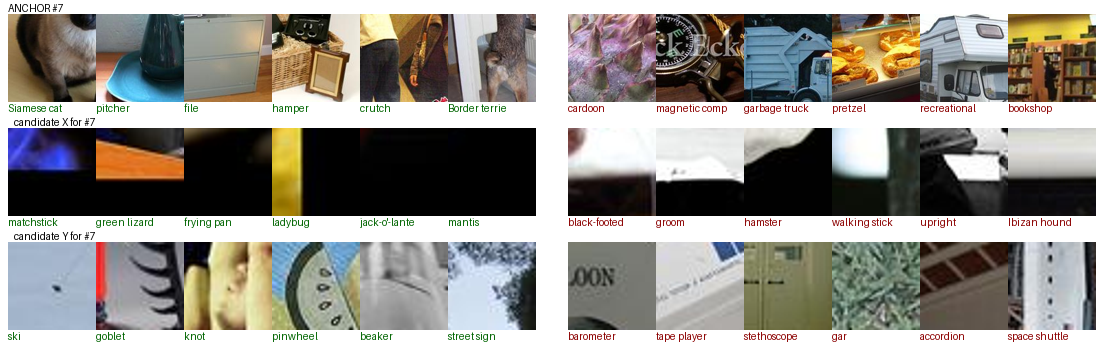 ANCHOR #7
Siamese cat pitcher file hamper crutch Border terrie cardoon magnetic comp garbage truck pretzel recreational bookshop
candidate X for #7
matchstick green lizard frying pan ladybug jack-o'-lante mantis black-footed groom hamster walking stick upright Ibizan hound
candidate Y for #7
LOON
ski goblet knot pinwheel beaker street sign barometer tape player stethoscope gar accordion space shuttle